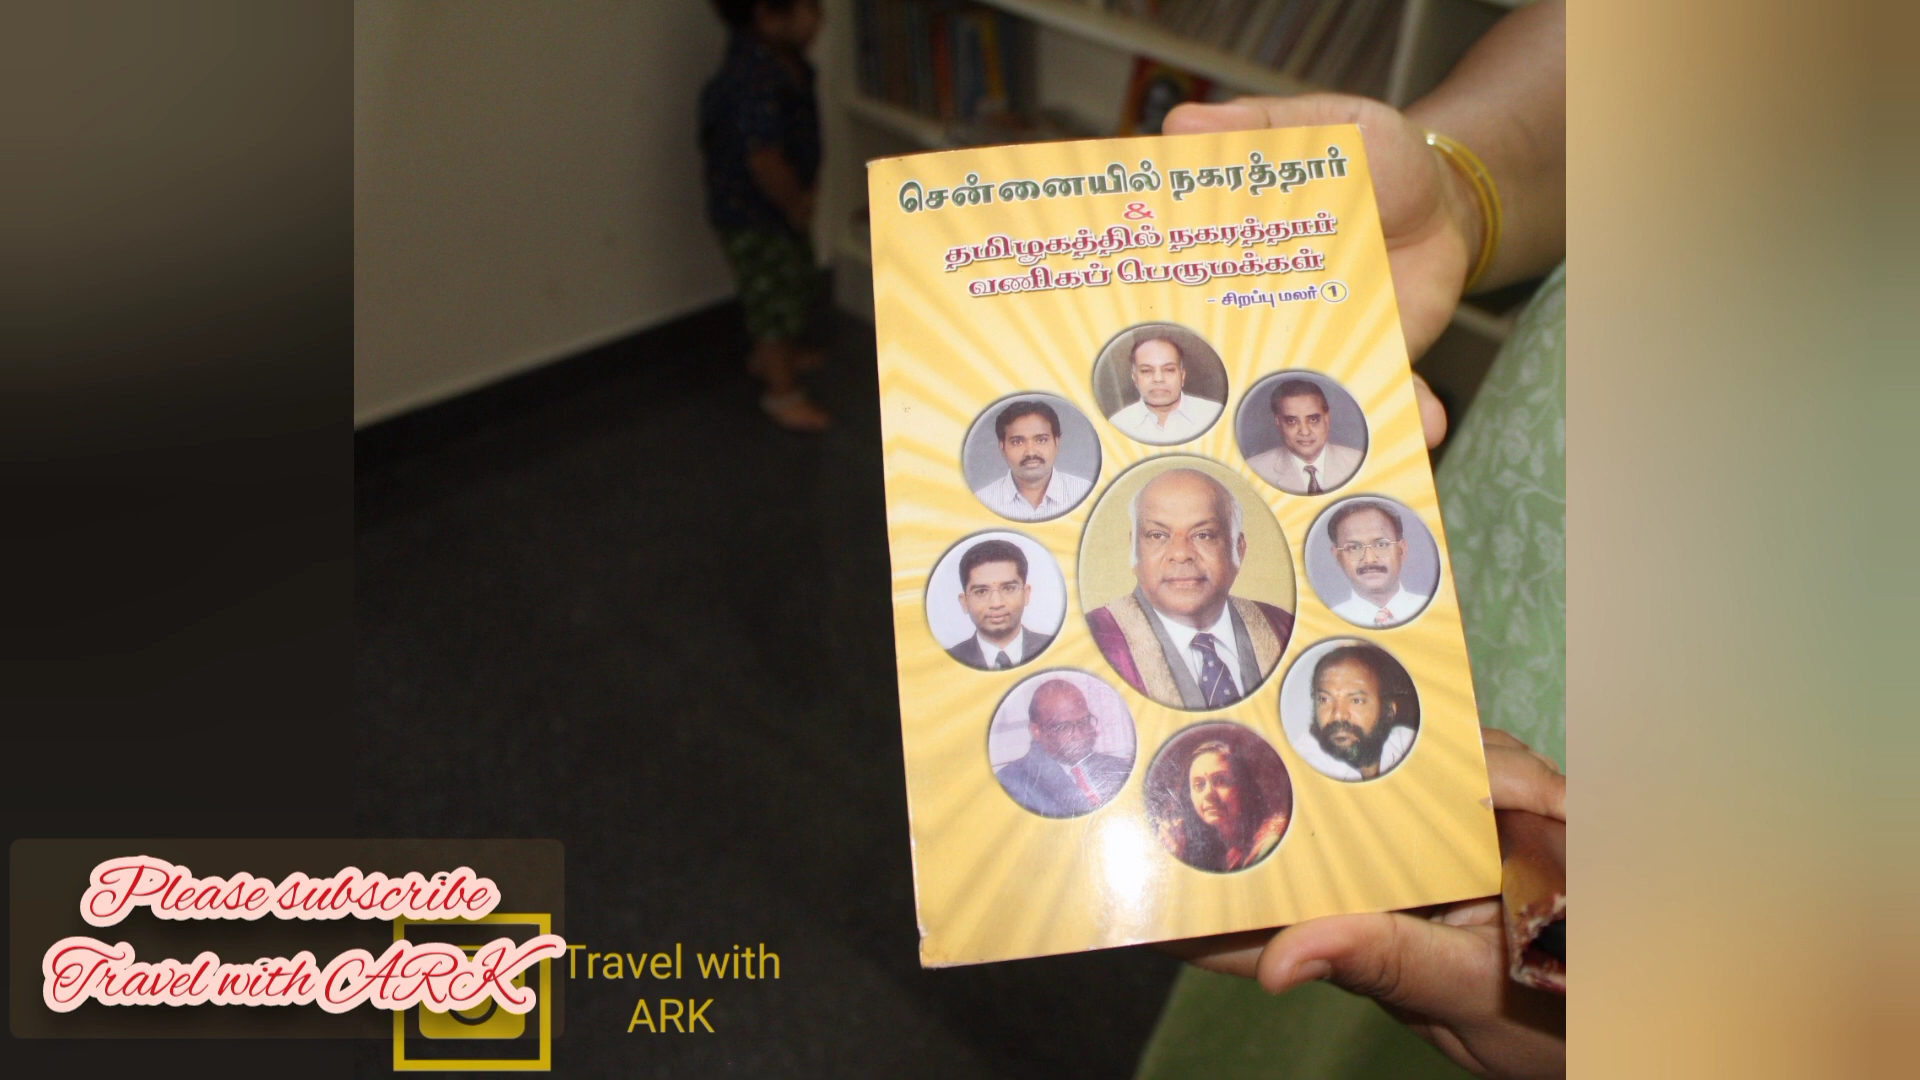 சென்னையில் நகரத்தார்
&
தமிழகத்தில் நகரத்தார்
வணிகப் பெருமக்கள்
- சிறப்பு மலர் 1
Please subscribe
Travel with ARK
Travel with
ARK